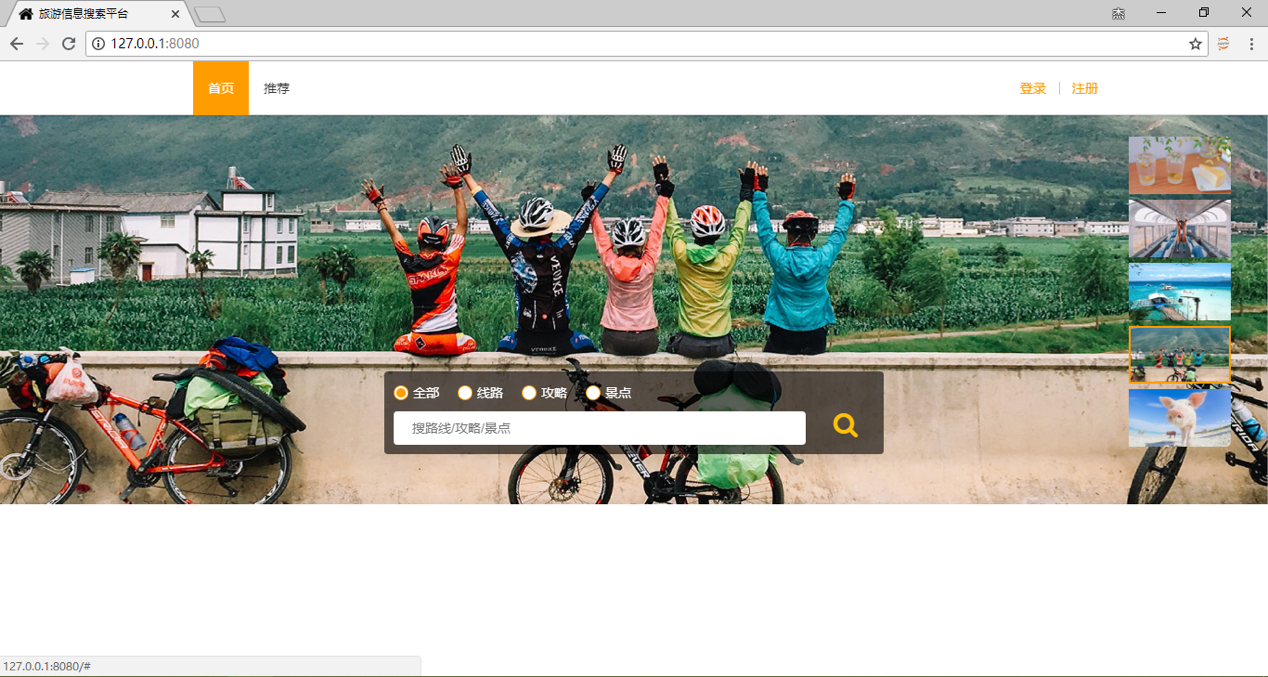 旅游信息搜索平台
杰
127.0.0.1:8080
首页 推荐 登录 注册
全部 线路 攻略 景点
搜路线/攻略/景点
127.0.0.1:8080/#